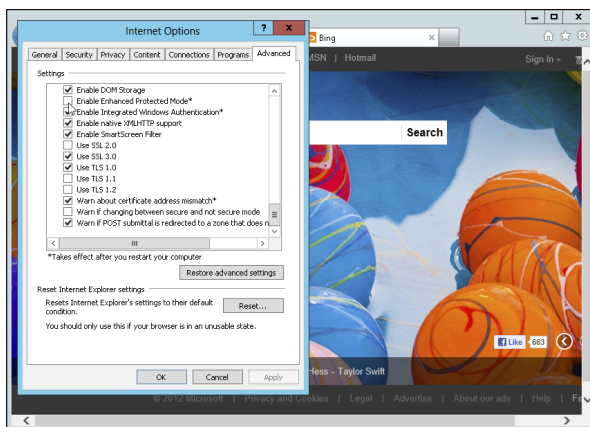 Internet Options
? x
Bing
x
General Security Privacy Content Connections Programs Advanced
MSN | Hotmail
Sign in
Settings
Enable DOM Storage
Enable Enhanced Protected Mode*
Enable Integrated Windows Authentication*
Enable native XMLHTTP support
Enable SmartScreen Filter
Use SSL 2.0
Use SSL 3.0
Use TLS 1.0
Use TLS 1.1
Use TLS 1.2
Warn about certificate address mismatch*
Warn if changing between secure and not secure mode
Warn if POST submittal is redirected to a zone that does n
Search
*Takes effect after you restart your computer
Restore advanced settings
Reset Internet Explorer settings
Resets Internet Explorer's settings to their default
condition.
Reset...
You should only use this if your browser is in an unusable state.
Like 663
Hess - Taylor Swift
OK Cancel Apply
© 2012 Microsoft | Privacy and Cookies | Legal | Advertise | About our ads | Help | Fe